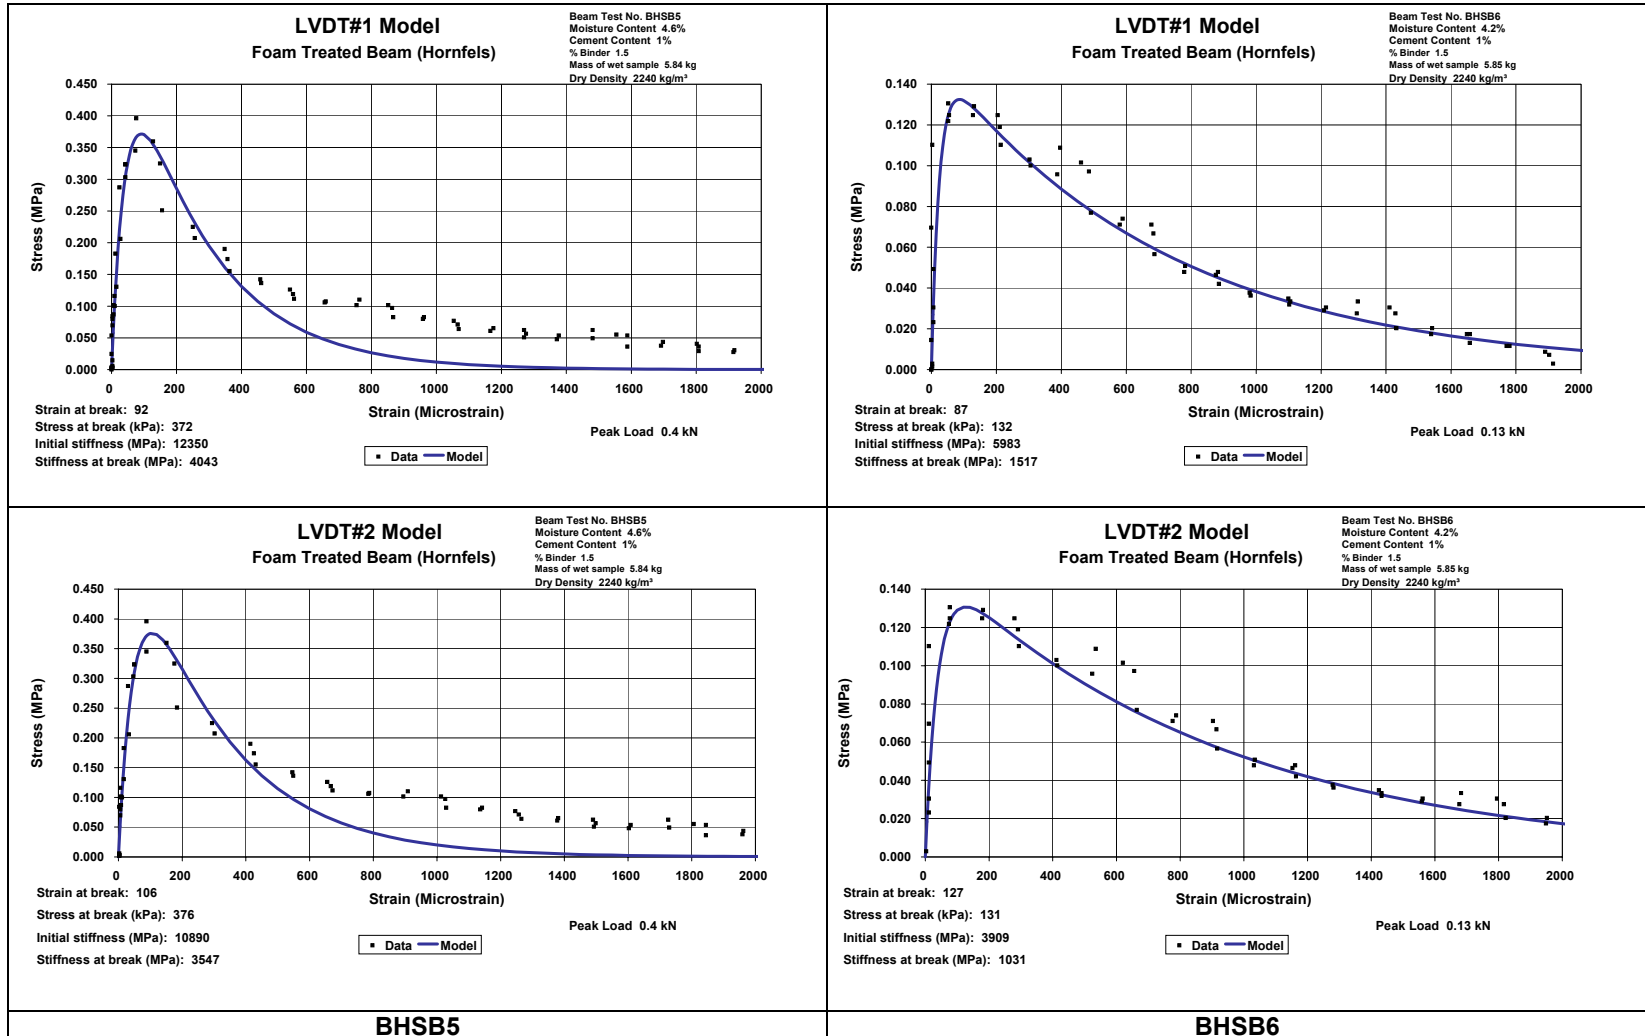 LVDT#1 Model
Foam Treated Beam (Hornfels)
Beam Test No. BHSB5
Moisture Content 4.6%
Cement Content 1%
% Binder 1.5
Mass of wet sample 5.84 kg
Dry Density 2240 kg/m³
0.450
0.400
0.350
0.300
0.250
0.200
0.150
0.100
0.050
0.000
Stress (MPa)
0 200 400 600 800 1000 1200 1400 1600 1800 2000
Strain (Microstrain)
Strain at break: 92
Stress at break (kPa): 372
Initial stiffness (MPa): 12350
Stiffness at break (MPa): 4043
Peak Load 0.4 kN
Data Model
LVDT#1 Model
Foam Treated Beam (Hornfels)
Beam Test No. BHSB6
Moisture Content 4.2%
Cement Content 1%
% Binder 1.5
Mass of wet sample 5.85 kg
Dry Density 2240 kg/m³
0.140
0.120
0.100
0.080
0.060
0.040
0.020
0.000
Stress (MPa)
0 200 400 600 800 1000 1200 1400 1600 1800 2000
Strain (Microstrain)
Strain at break: 87
Stress at break (kPa): 132
Initial stiffness (MPa): 5983
Stiffness at break (MPa): 1517
Peak Load 0.13 kN
Data Model
LVDT#2 Model
Foam Treated Beam (Hornfels)
Beam Test No. BHSB5
Moisture Content 4.6%
Cement Content 1%
% Binder 1.5
Mass of wet sample 5.84 kg
Dry Density 2240 kg/m³
0.450
0.400
0.350
0.300
0.250
0.200
0.150
0.100
0.050
0.000
Stress (MPa)
0 200 400 600 800 1000 1200 1400 1600 1800 2000
Strain (Microstrain)
Strain at break: 106
Stress at break (kPa): 376
Initial stiffness (MPa): 10890
Stiffness at break (MPa): 3547
Peak Load 0.4 kN
Data Model
LVDT#2 Model
Foam Treated Beam (Hornfels)
Beam Test No. BHSB6
Moisture Content 4.2%
Cement Content 1%
% Binder 1.5
Mass of wet sample 5.85 kg
Dry Density 2240 kg/m³
0.140
0.120
0.100
0.080
0.060
0.040
0.020
0.000
Stress (MPa)
0 200 400 600 800 1000 1200 1400 1600 1800 2000
Strain (Microstrain)
Strain at break: 127
Stress at break (kPa): 131
Initial stiffness (MPa): 3909
Stiffness at break (MPa): 1031
Peak Load 0.13 kN
Data Model
BHSB5
BHSB6